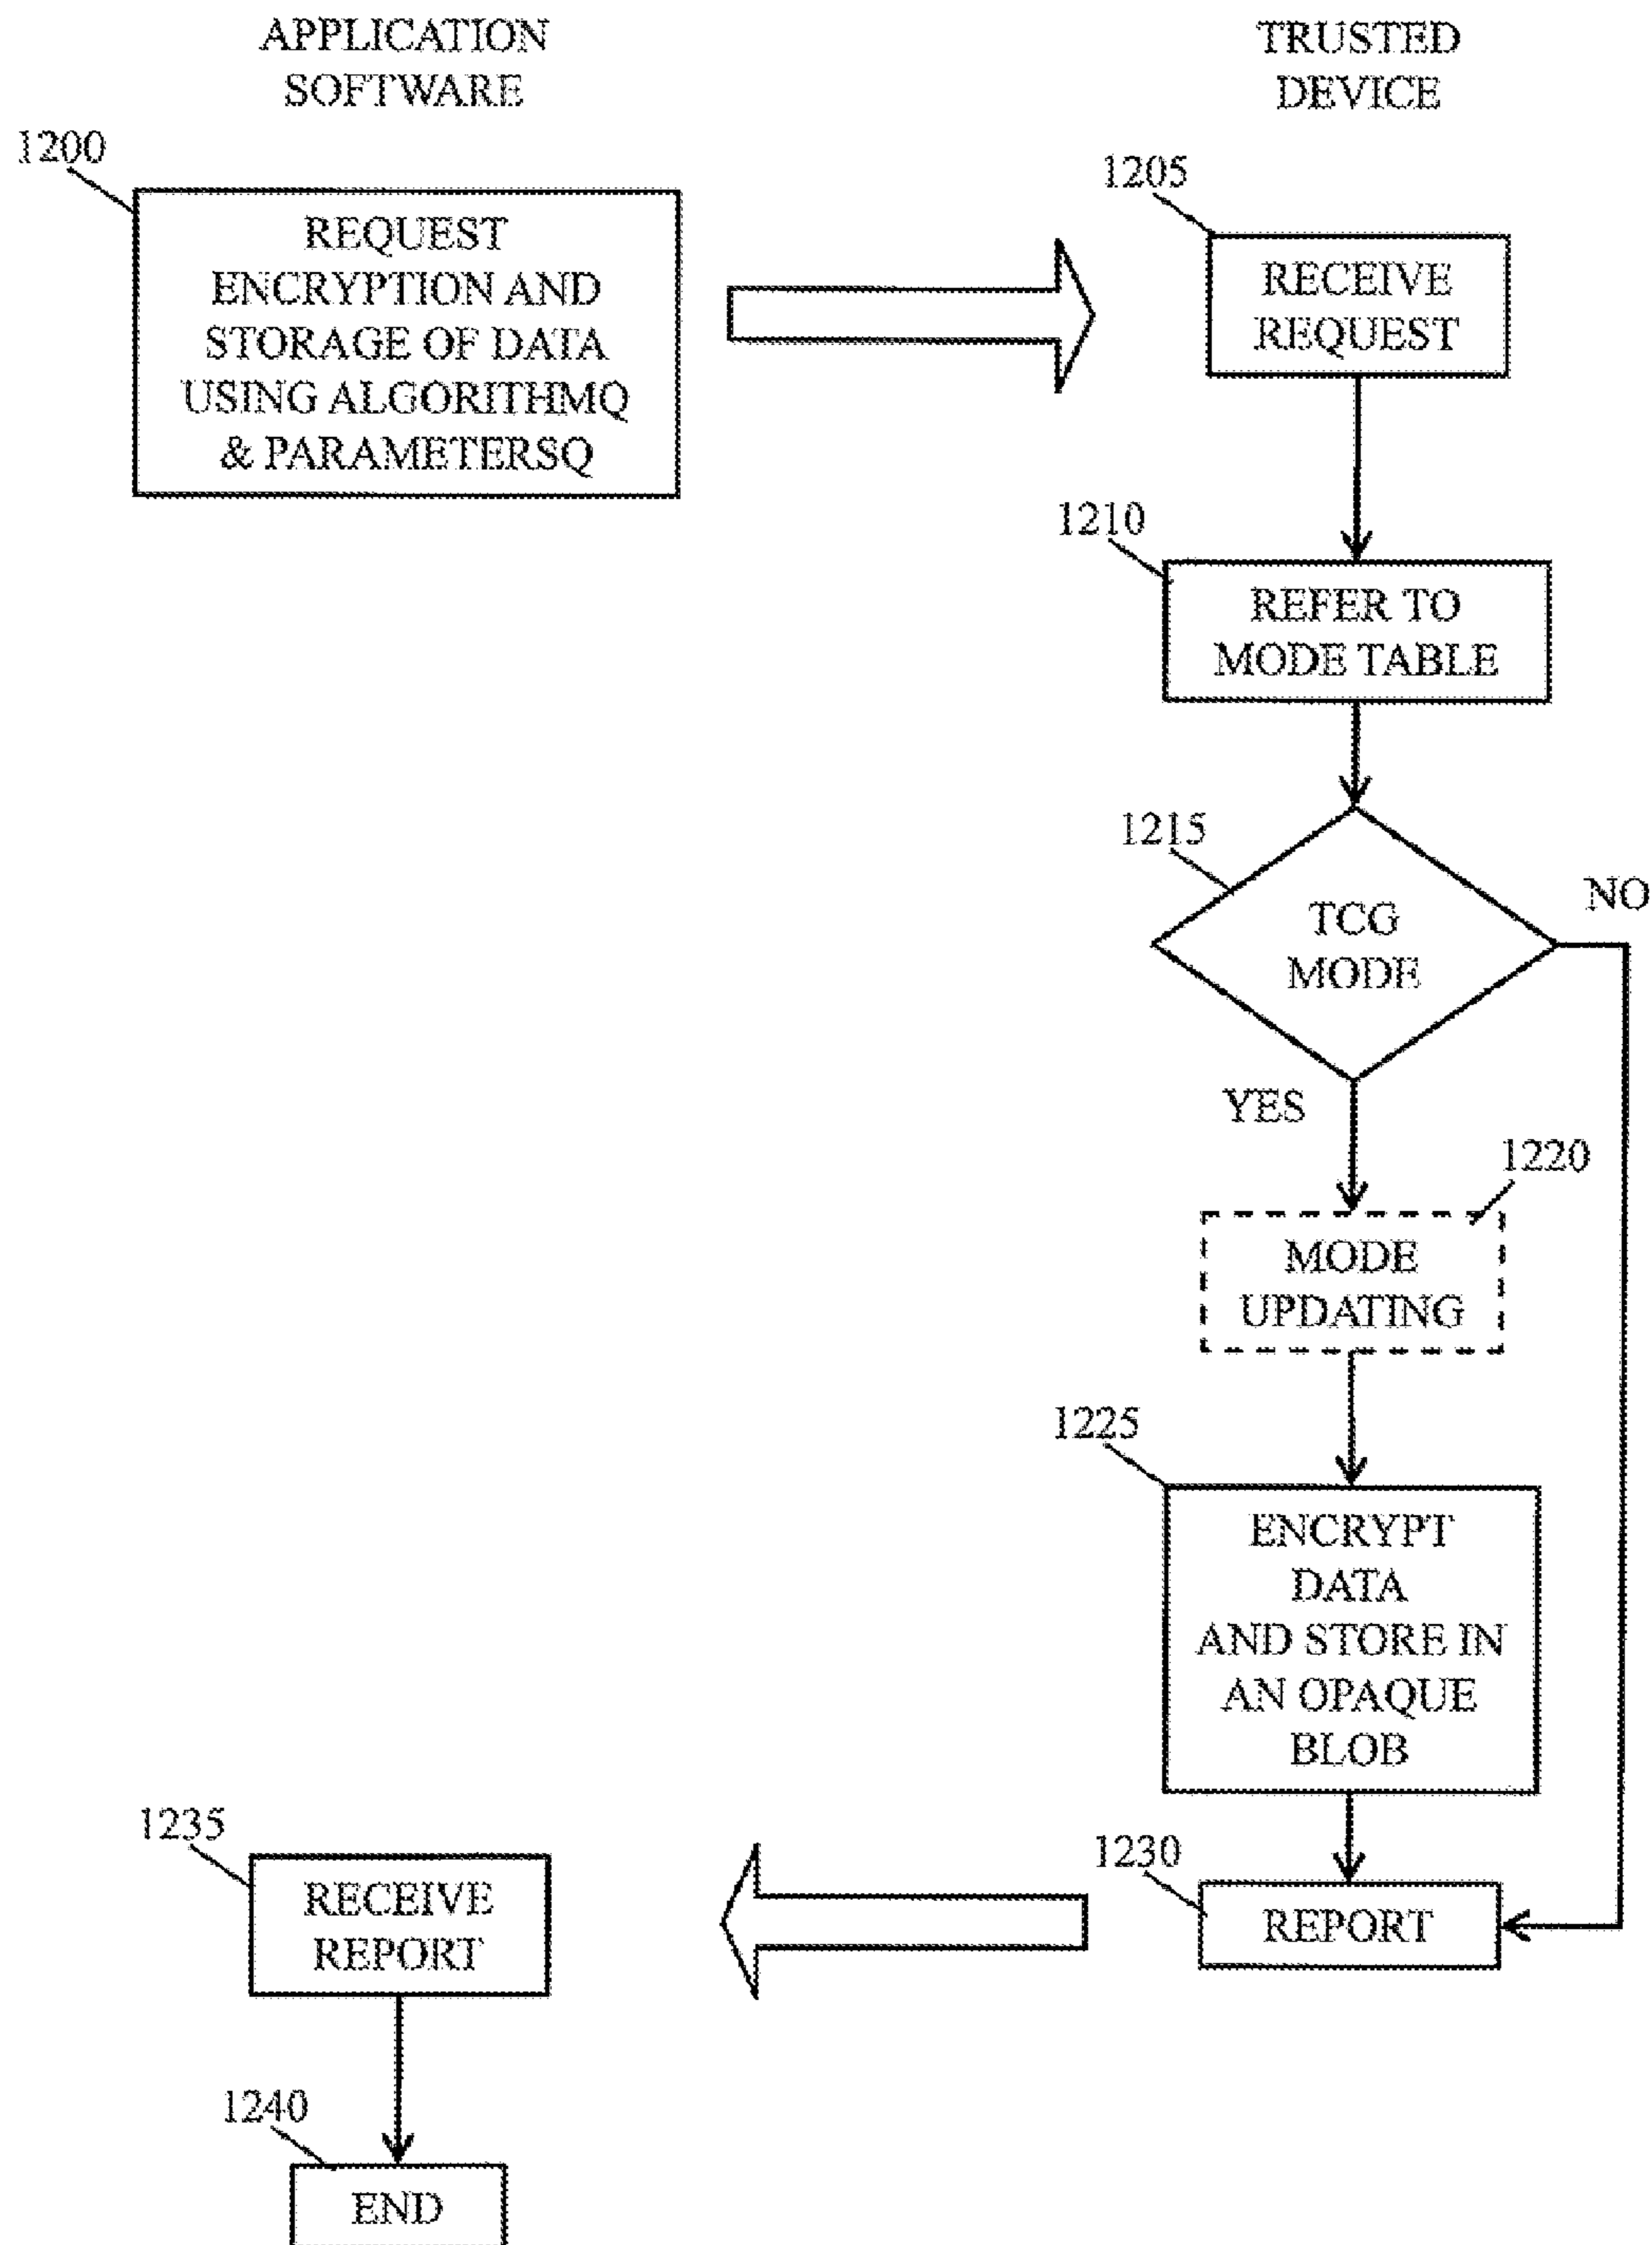 APPLICATION
SOFTWARE
TRUSTED
DEVICE
1200
REQUEST
ENCRYPTION AND
STORAGE OF DATA
USING ALGORITHMQ
& PARAMETERSQ
1205
RECEIVE
REQUEST
1210
REFER TO
MODE TABLE
1215
TCG
MODE
NO
YES
1220
MODE
UPDATING
1225
ENCRYPT
DATA
AND STORE IN
AN OPAQUE
BLOB
1230
REPORT
1235
RECEIVE
REPORT
1240
END